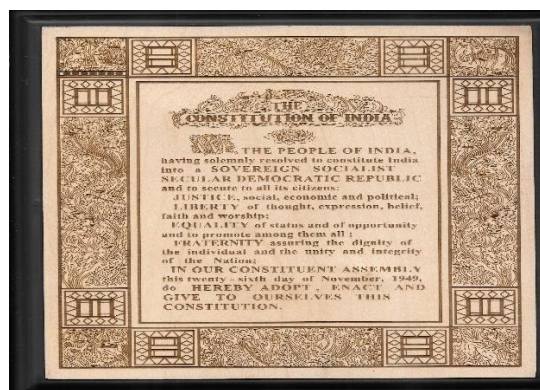 THE
CONSTITUTION OF INDIA
WE, THE PEOPLE OF INDIA,
having solemnly resolved to constitute India
into a SOVEREIGN SOCIALIST
SECULAR DEMOCRATIC REPUBLIC
and to secure to all its citizens:
JUSTICE, social, economic and political;
LIBERTY of thought, expression, belief,
faith and worship;
EQUALITY of status and of opportunity
and to promote among them all ;
FRATERNITY assuring the dignity of
the individual and the unity and integrity
of the Nation;
IN OUR CONSTITUENT ASSEMBLY
this twenty-sixth day of November, 1949,
do HEREBY ADOPT , ENACT AND
GIVE TO OURSELVES THIS
CONSTITUTION.